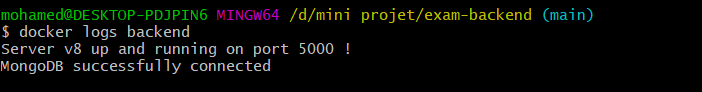 mohamed@DESKTOP-PDJPIN6 MINGW64 /d/mini projet/exam-backend (main)
$ docker logs backend
Server v8 up and running on port 5000 !
MongoDB successfully connected